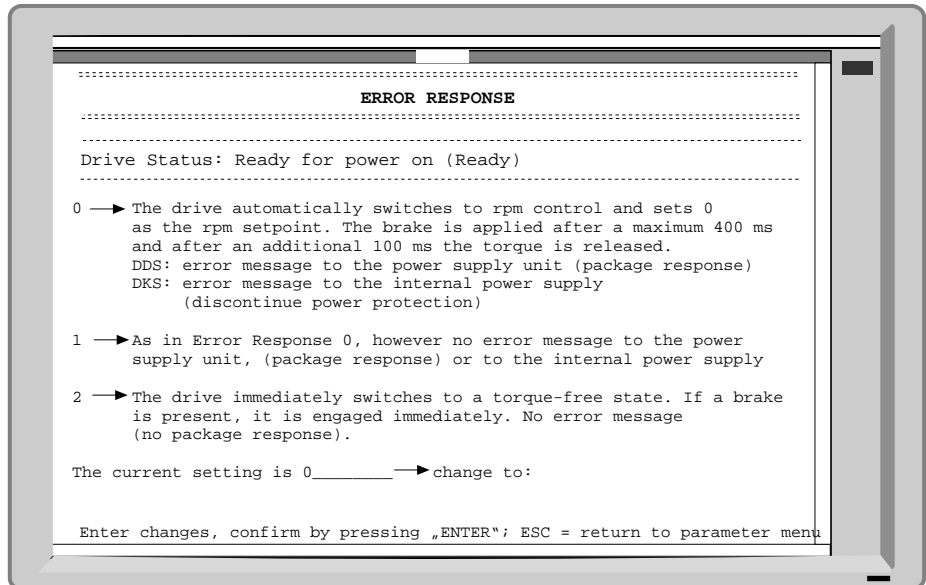 ERROR RESPONSE
Drive Status: Ready for power on (Ready)
0 The drive automatically switches to rpm control and sets 0
as the rpm setpoint. The brake is applied after a maximum 400 ms
and after an additional 100 ms the torque is released.
DDS: error message to the power supply unit (package response)
DKS: error message to the internal power supply
(discontinue power protection)
1 As in Error Response 0, however no error message to the power
supply unit, (package response) or to the internal power supply
2 The drive immediately switches to a torque-free state. If a brake
is present, it is engaged immediately. No error message
(no package response).
The current setting is 0________ change to:
Enter changes, confirm by pressing „ENTER“; ESC = return to parameter menu